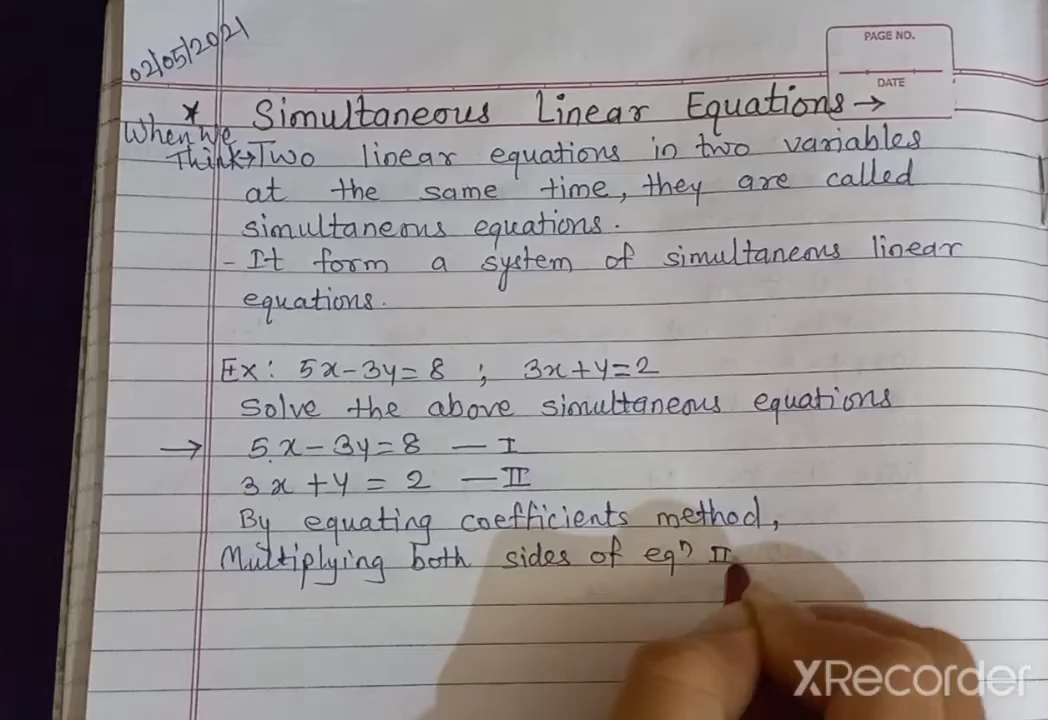 02/05/2021
PAGE NO.
DATE
* Simultaneous Linear Equations →
When we
Think → Two linear equations in two variables
at the same time, they are called
simultaneous equations.
- It form a system of simultaneous linear
equations.
Ex: 5x-3y=8 ; 3x+y=2
Solve the above simultaneous equations
→ 5x-3y=8 — I
3x+y=2 — II
By equating coefficients method,
Multiplying both sides of eqⁿ II
XRecorder